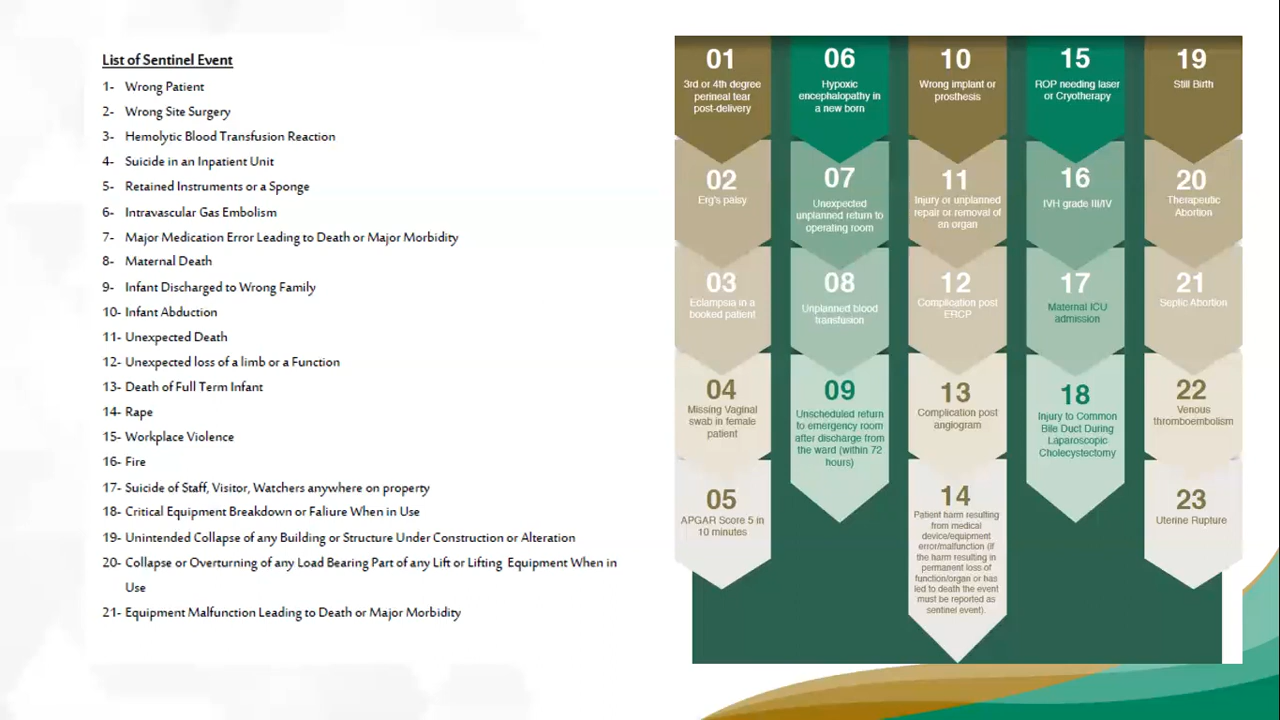 List of Sentinel Event
1- Wrong Patient
2- Wrong Site Surgery
3- Hemolytic Blood Transfusion Reaction
4- Suicide in an Inpatient Unit
5- Retained Instruments or a Sponge
6- Intravascular Gas Embolism
7- Major Medication Error Leading to Death or Major Morbidity
8- Maternal Death
9- Infant Discharged to Wrong Family
10- Infant Abduction
11- Unexpected Death
12- Unexpected loss of a limb or a Function
13- Death of Full Term Infant
14- Rape
15- Workplace Violence
16- Fire
17- Suicide of Staff, Visitor, Watchers anywhere on property
18- Critical Equipment Breakdown or Faliure When in Use
19- Unintended Collapse of any Building or Structure Under Construction or Alteration
20- Collapse or Overturning of any Load Bearing Part of any Lift or Lifting Equipment When in
Use
21- Equipment Malfunction Leading to Death or Major Morbidity
01
3rd or 4th degree
perineal tear
post-delivery
02
Erg's palsy
03
Eclampsia in a
booked patient
04
Missing Vaginal
swab in female
patient
05
APGAR Score 5 in
10 minutes
06
Hypoxic
encephalopathy in
a new born
07
Unexpected
unplanned return to
operating room
08
Unplanned blood
transfusion
09
Unscheduled return
to emergency room
after discharge from
the ward (within 72
hours)
10
Wrong implant or
prosthesis
11
Injury or unplanned
repair or removal of
an organ
12
Complication post
ERCP
13
Complication post
angiogram
14
Patient harm resulting
from medical
device/equipment
error/malfunction (if
the harm resulting in
permanent loss of
function/organ or has
led to death the event
must be reported as
sentinel event).
15
ROP needing laser
or Cryotherapy
16
IVH grade III/IV
17
Maternal ICU
admission
18
Injury to Common
Bile Duct During
Laparoscopic
Cholecystectomy
19
Still Birth
20
Therapeutic
Abortion
21
Septic Abortion
22
Venous
thromboembolism
23
Uterine Rupture